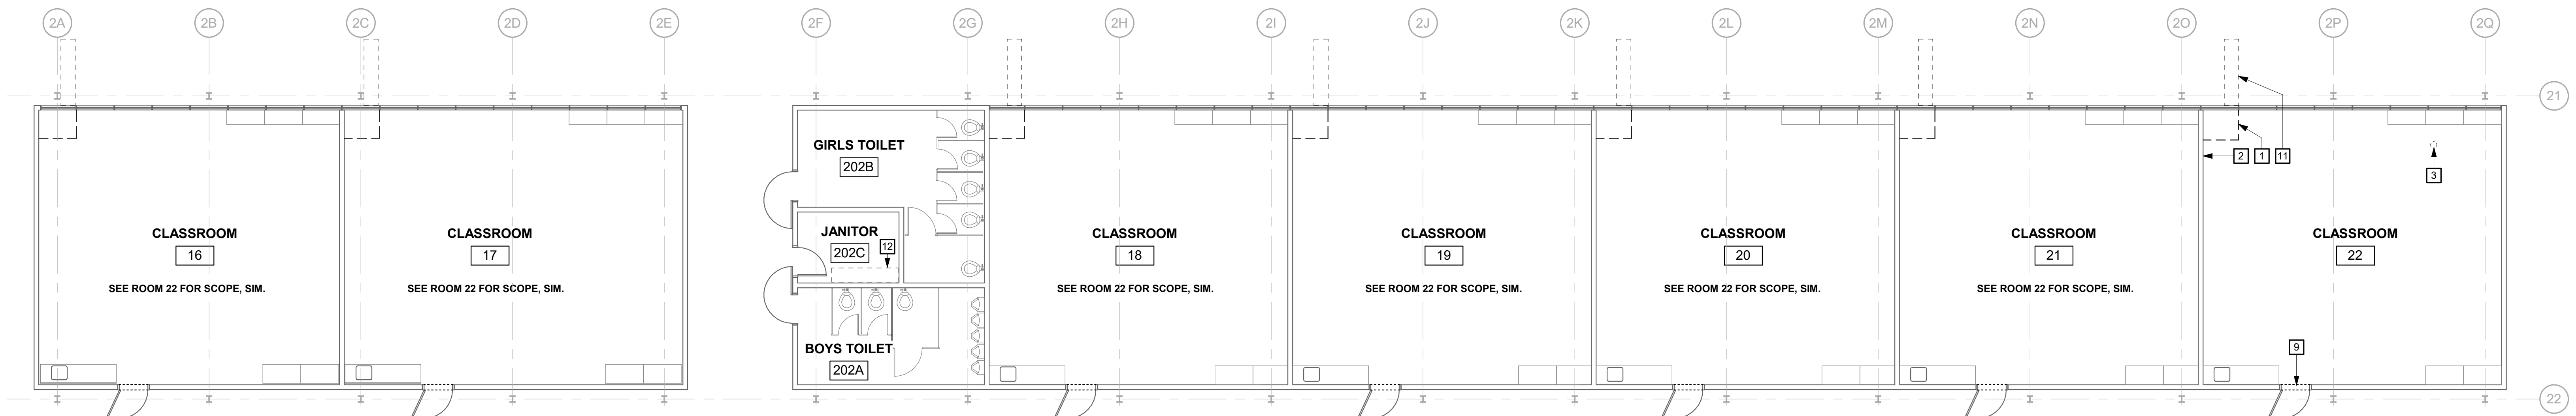 2A 2B 2C 2D 2E 2F 2G 2H 2I 2J 2K 2L 2M 2N 2O 2P 2Q
21
GIRLS TOILET
202B
2 1 11
3
CLASSROOM
16
SEE ROOM 22 FOR SCOPE, SIM.
CLASSROOM
17
SEE ROOM 22 FOR SCOPE, SIM.
JANITOR
202C
12
CLASSROOM
18
SEE ROOM 22 FOR SCOPE, SIM.
CLASSROOM
19
SEE ROOM 22 FOR SCOPE, SIM.
CLASSROOM
20
SEE ROOM 22 FOR SCOPE, SIM.
CLASSROOM
21
SEE ROOM 22 FOR SCOPE, SIM.
CLASSROOM
22
BOYS TOILET
202A
9
22